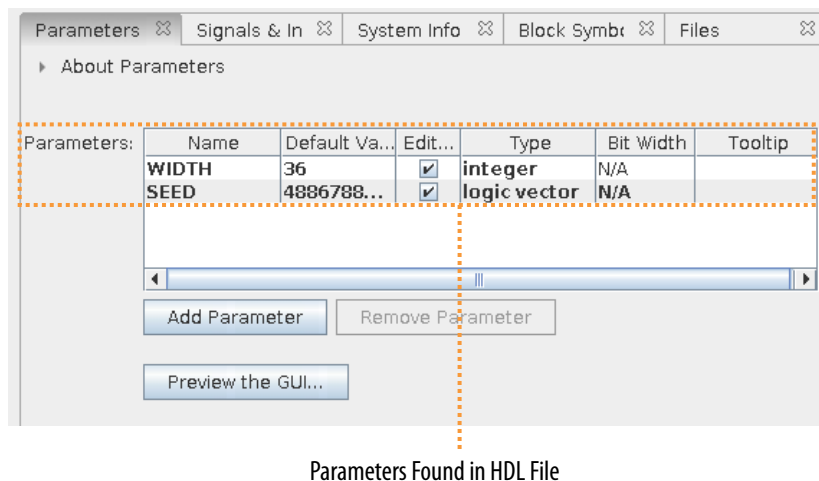 Parameters Signals & In System Info Block Symb Files
About Parameters
Parameters: Name Default Va... Edit... Type Bit Width Tooltip
WIDTH 36 integer N/A
SEED 4886788... logic vector N/A
Add Parameter Remove Parameter
Preview the GUI...
Parameters Found in HDL File